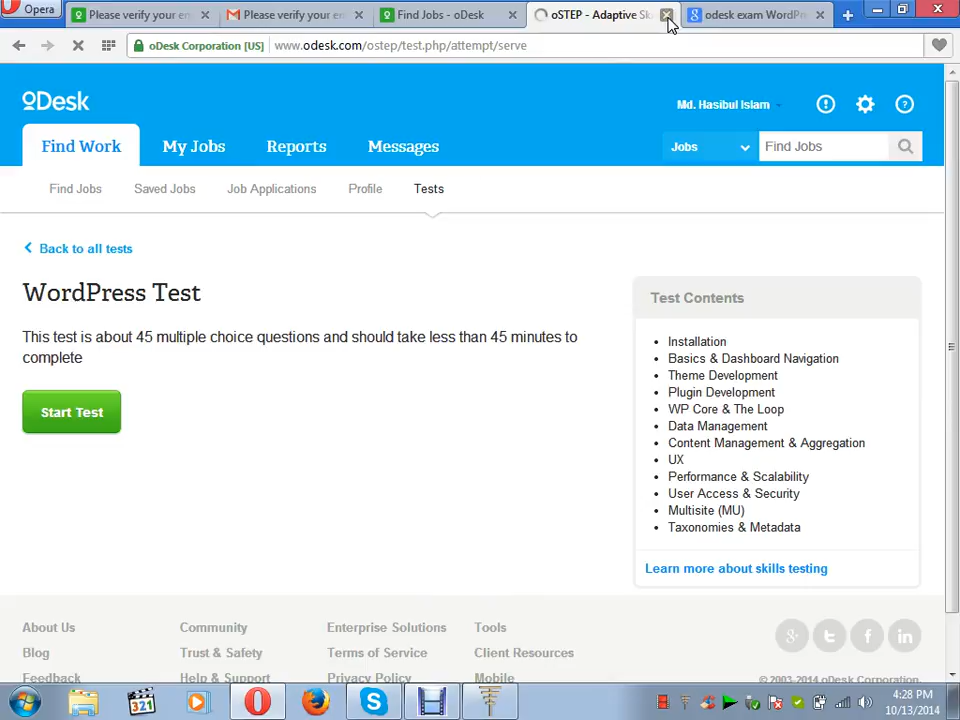 Opera
Please verify your en
Please verify your en
Find Jobs - oDesk
oSTEP - Adaptive Sk
odesk exam WordPr
oDesk Corporation [US]
www.odesk.com/ostep/test.php/attempt/serve
oDesk
Md. Hasibul Islam
Find Work
My Jobs
Reports
Messages
Jobs
Find Jobs
Find Jobs
Saved Jobs
Job Applications
Profile
Tests
Back to all tests
WordPress Test
This test is about 45 multiple choice questions and should take less than 45 minutes to
complete
Start Test
Test Contents
• Installation
• Basics & Dashboard Navigation
• Theme Development
• Plugin Development
• WP Core & The Loop
• Data Management
• Content Management & Aggregation
• UX
• Performance & Scalability
• User Access & Security
• Multisite (MU)
• Taxonomies & Metadata
Learn more about skills testing
About Us
Community
Enterprise Solutions
Tools
Blog
Trust & Safety
Terms of Service
Client Resources
Feedback
Help & Support
Privacy Policy
Mobile
© 2003-2014 oDesk Corporation.
321
4:28 PM
10/13/2014